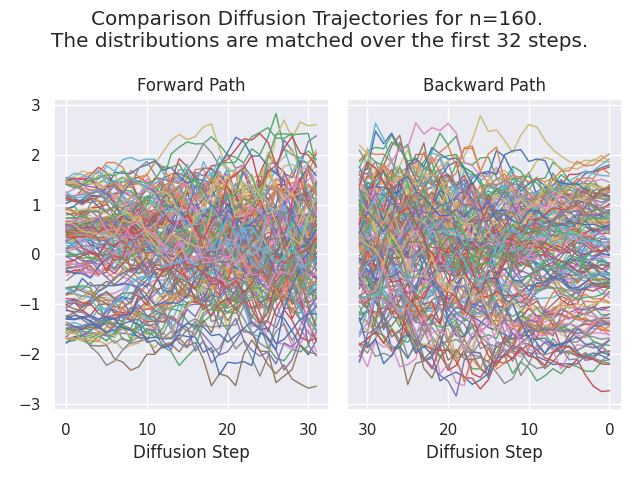 Comparison Diffusion Trajectories for n=160.
The distributions are matched over the first 32 steps.
Forward Path
Backward Path
3
2
1
0
−1
−2
−3
0 10 20 30
30 20 10 0
Diffusion Step
Diffusion Step